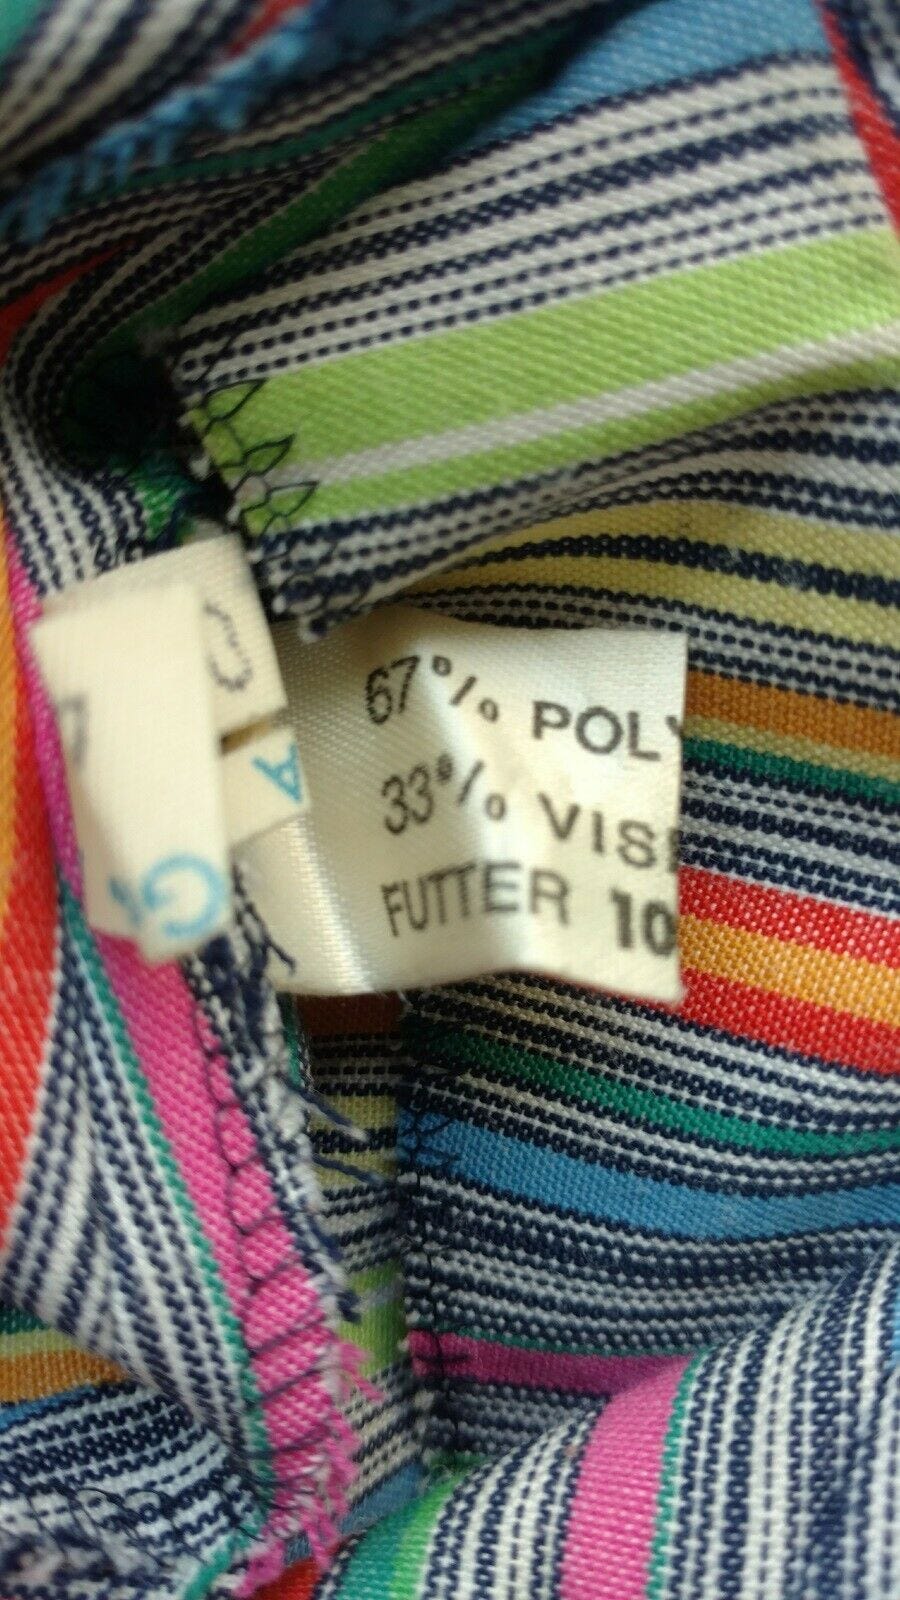 67% POLY
33% VIS
FUTTER 10